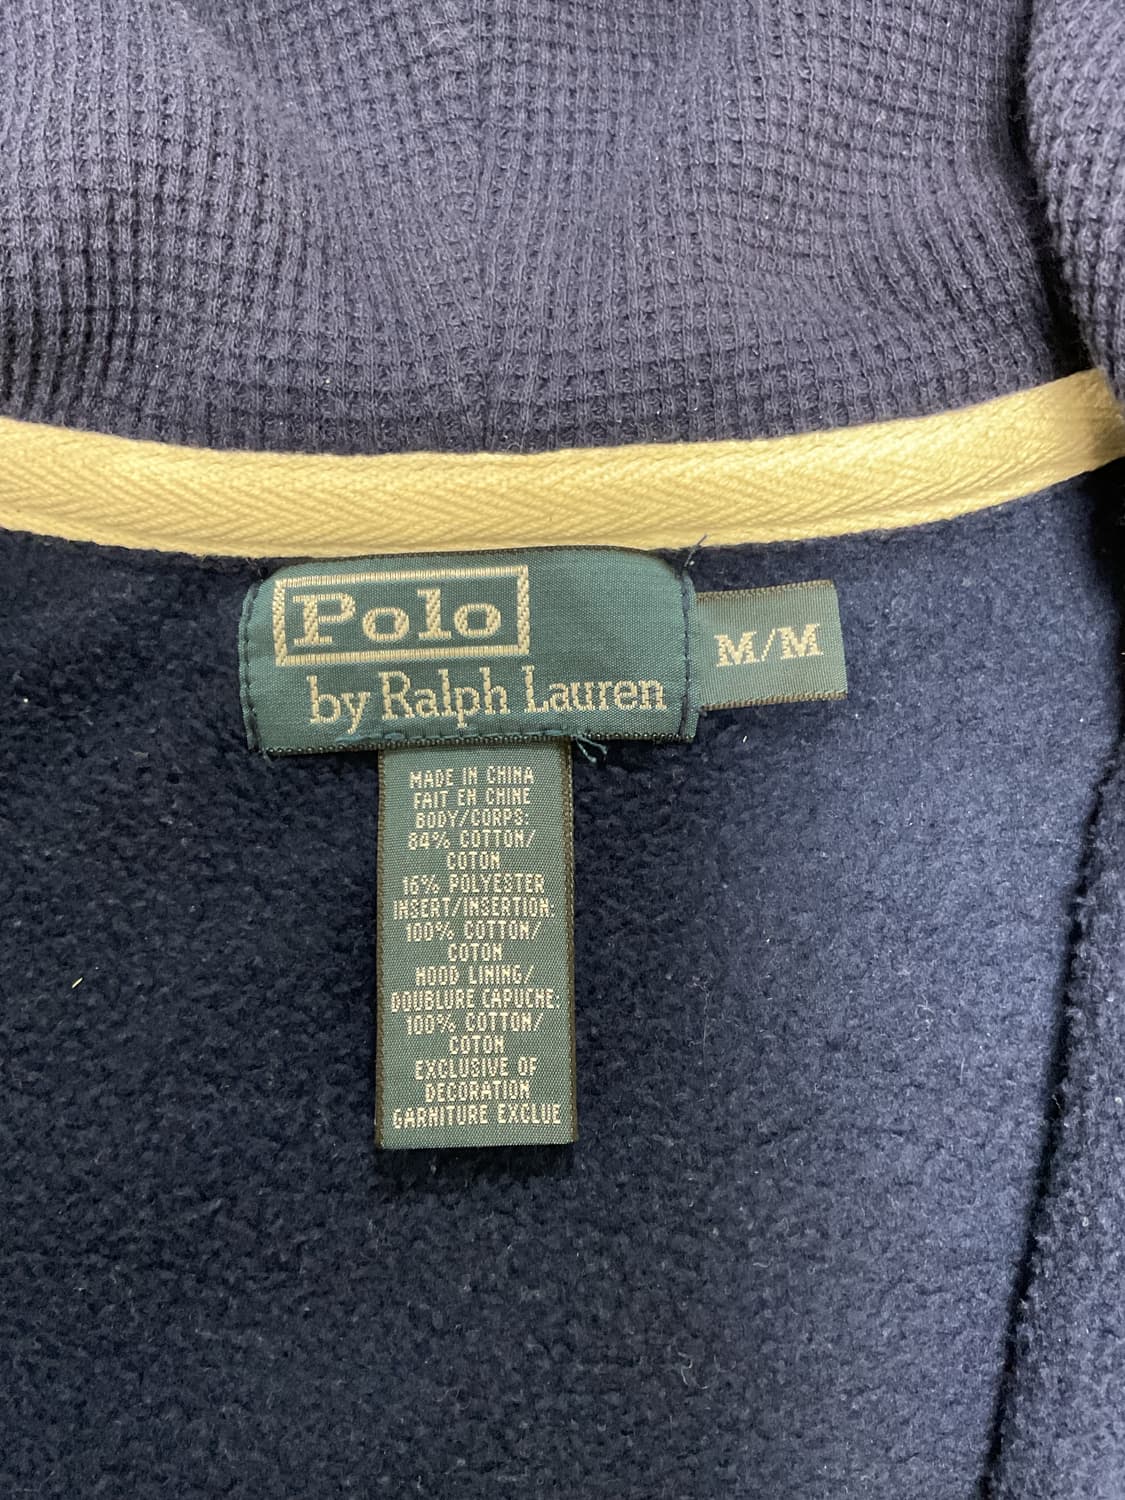 Polo
by Ralph Lauren
M/M
MADE IN CHINA
FAIT EN CHINE
BODY/CORPS:
84% COTTON/
COTON
16% POLYESTER
INSERT/INSERTION:
100% COTTON/
COTON
HOOD LINING/
DOUBLURE CAPUCHE:
100% COTTON/
COTON
EXCLUSIVE OF
DECORATION
GARNITURE EXCLUE